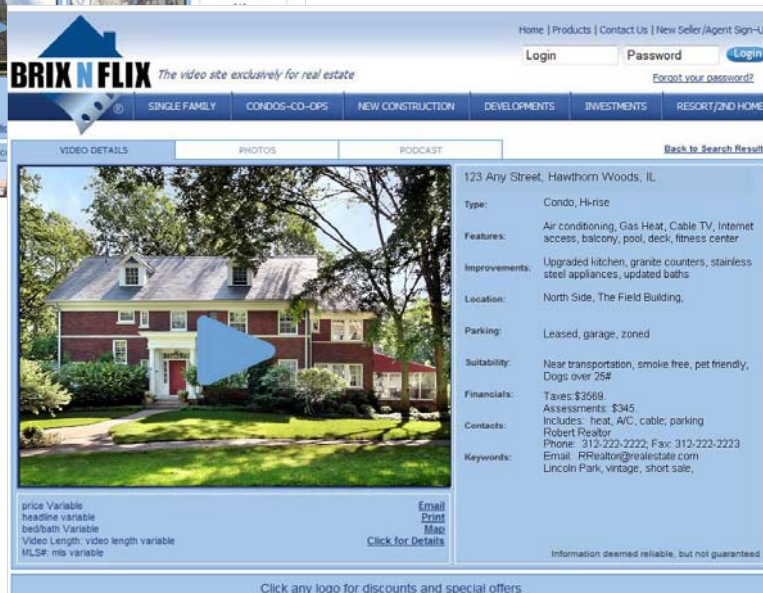 Home | Products | Contact Us | New Seller/Agent Sign-U
Login Password Login
BRIX N FLIX ® The video site exclusively for real estate
Forgot your password?
SINGLE FAMILY CONDOS-CO-OPS NEW CONSTRUCTION DEVELOPMENTS INVESTMENTS RESORT/2ND HOME
VIDEO DETAILS PHOTOS PODCAST Back to Search Result
123 Any Street, Hawthorn Woods, IL
Type: Condo, Hi-rise
Features: Air conditioning, Gas Heat, Cable TV, Internet
access, balcony, pool, deck, fitness center
Improvements: Upgraded kitchen, granite counters, stainless
steel appliances, updated baths
Location: North Side, The Field Building,
Parking: Leased, garage, zoned
Suitability: Near transportation, smoke free, pet friendly,
Dogs over 25#
Financials: Taxes:$3569.
Assessments: $345.
Includes: heat, A/C, cable; parking
Contacts: Robert Realtor
Phone: 312-222-2222; Fax: 312-222-2223
Keywords: Email: RRealtor@realestate.com
Lincoln Park, vintage, short sale,
price Variable Email
headline variable Print
bed/bath Variable Map
Video Length: video length variable Click for Details
MLS#: mls variable
Information deemed reliable, but not guaranteed
Click any logo for discounts and special offers